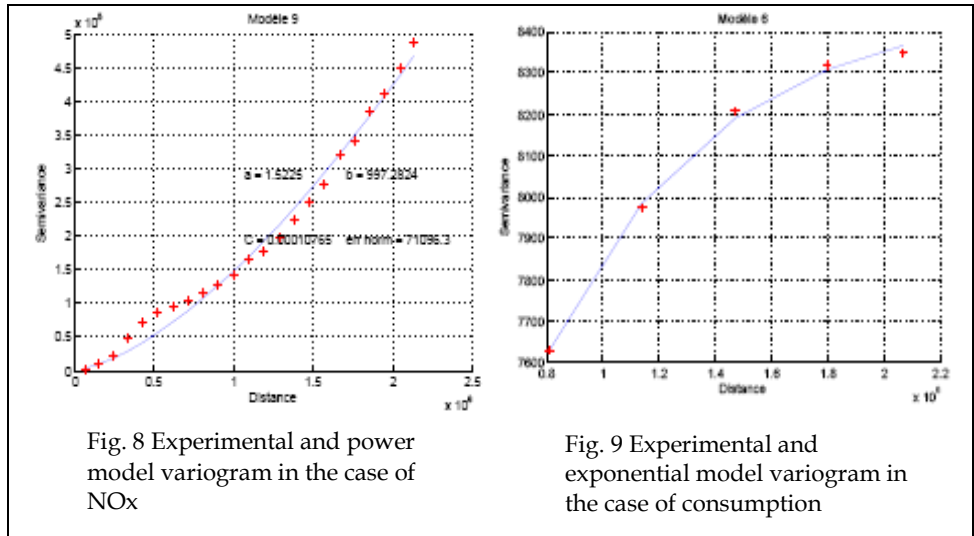 Modèle 9
x 10^6
5
4.5
4
3.5
3
2.5
2
1.5
1
0.5
0
Semivariance
a = 1.5225 b = 997.2824
C = 0.00010765 err norm = 71096.3
0 0.5 1 1.5 2 2.5
Distance
x 10^6
Fig. 8 Experimental and power
model variogram in the case of
NOx
Modèle 6
8400
8300
8200
8100
8000
7900
7800
7700
7600
Semivariance
0.8 1 1.2 1.4 1.6 1.8 2 2.2
Distance
Fig. 9 Experimental and
exponential model variogram in
the case of consumption